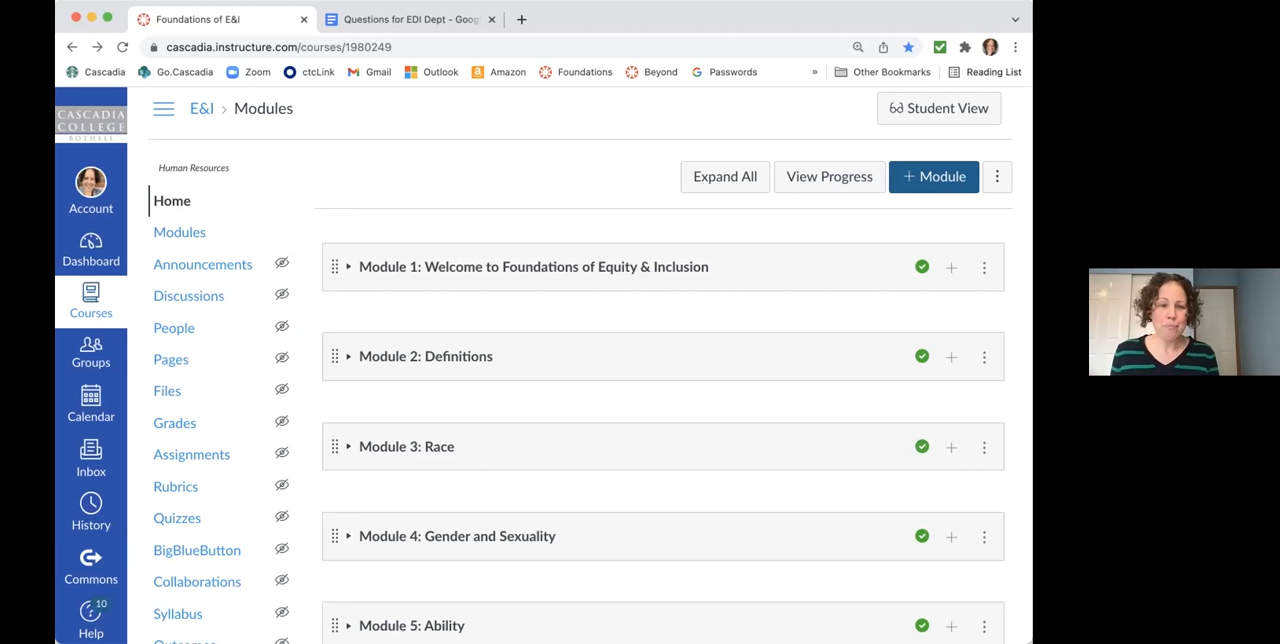 Foundations of E&I
Questions for EDI Dept - Goog
cascadia.instructure.com/courses/1980249
Cascadia
Go.Cascadia
Zoom
ctcLink
Gmail
Outlook
Amazon
Foundations
Beyond
Passwords
»
Other Bookmarks
Reading List
CASCADIA
COLLEGE
BOTHELL
E&I › Modules
Student View
Human Resources
Expand All
View Progress
+ Module
Home
Modules
Announcements
Discussions
People
Pages
Files
Grades
Assignments
Rubrics
Quizzes
BigBlueButton
Collaborations
Syllabus
Outcomes
Account
Dashboard
Courses
Groups
Calendar
Inbox
History
Commons
10
Help
Module 1: Welcome to Foundations of Equity & Inclusion
Module 2: Definitions
Module 3: Race
Module 4: Gender and Sexuality
Module 5: Ability